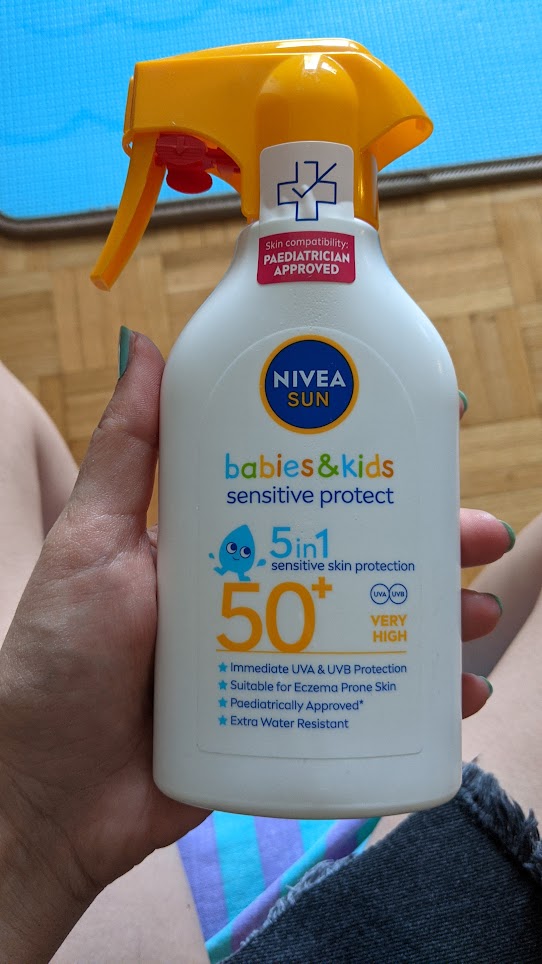 Skin compatibility:
PAEDIATRICIAN
APPROVED
NIVEA
SUN
babies&kids
sensitive protect
5in1
sensitive skin protection
50+
UVA UVB
VERY
HIGH
Immediate UVA & UVB Protection
Suitable for Eczema Prone Skin
Paediatrically Approved*
Extra Water Resistant